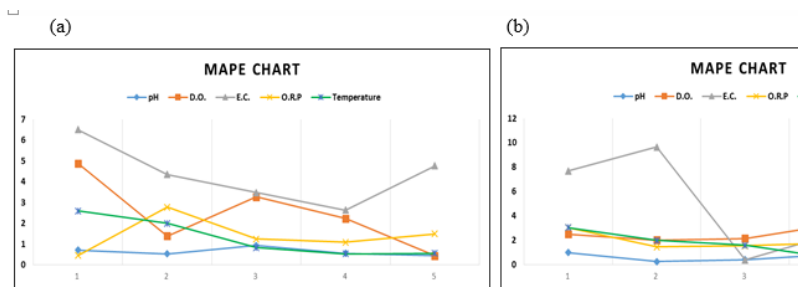 (a) (b)
MAPE CHART MAPE CHART
pH D.O. E.C. O.R.P Temperature
pH D.O. E.C. O.R.P
7
6
5
4
3
2
1
0
1 2 3 4 5
12
10
8
6
4
2
0
1 2 3